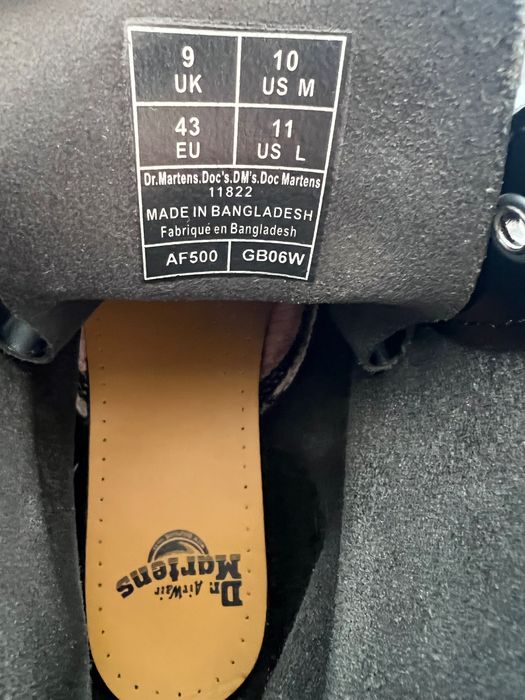 9 10
UK US M
43 11
EU US L
Dr.Martens.Doc's.DM's.Doc Martens
11822
MADE IN BANGLADESH
Fabriqué en Bangladesh
AF500 GB06W
Dr.
Martens
AirWair